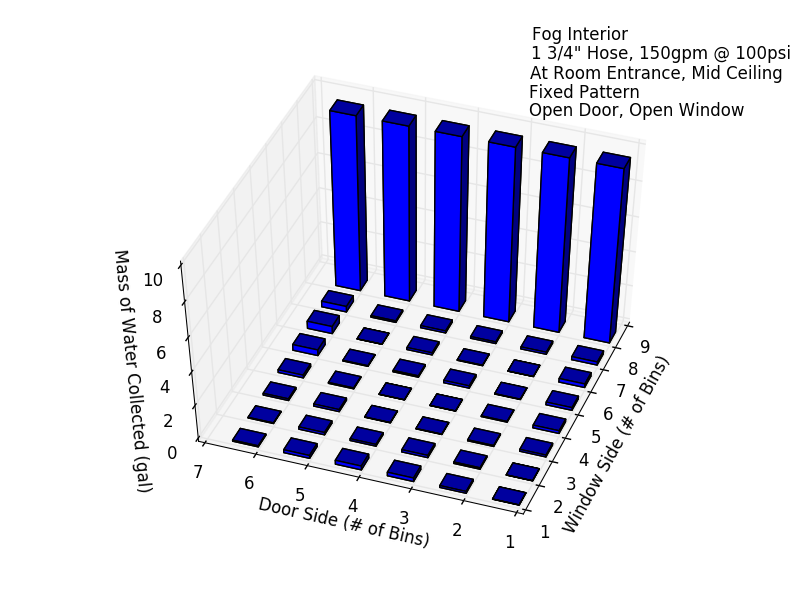 Fog Interior
1 3/4" Hose, 150gpm @ 100psi
At Room Entrance, Mid Ceiling
Fixed Pattern
Open Door, Open Window
Mass of Water Collected (gal)
10
8
6
4
2
0
7
6
5
4
3
2
1
Door Side (# of Bins)
9
8
7
6
5
4
3
2
1
Window Side (# of Bins)